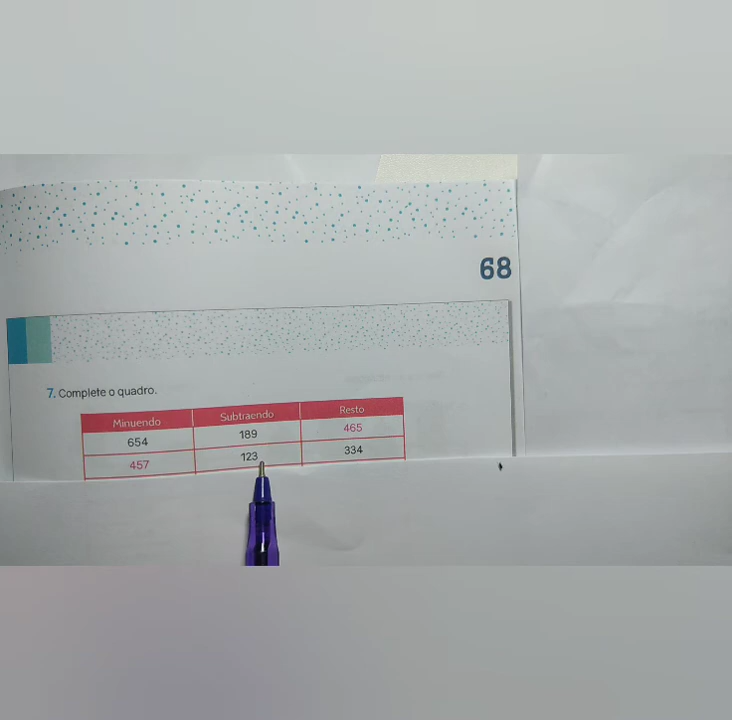 68
7. Complete o quadro.
Minuendo Subtraendo Resto
654 189 465
457 123 334